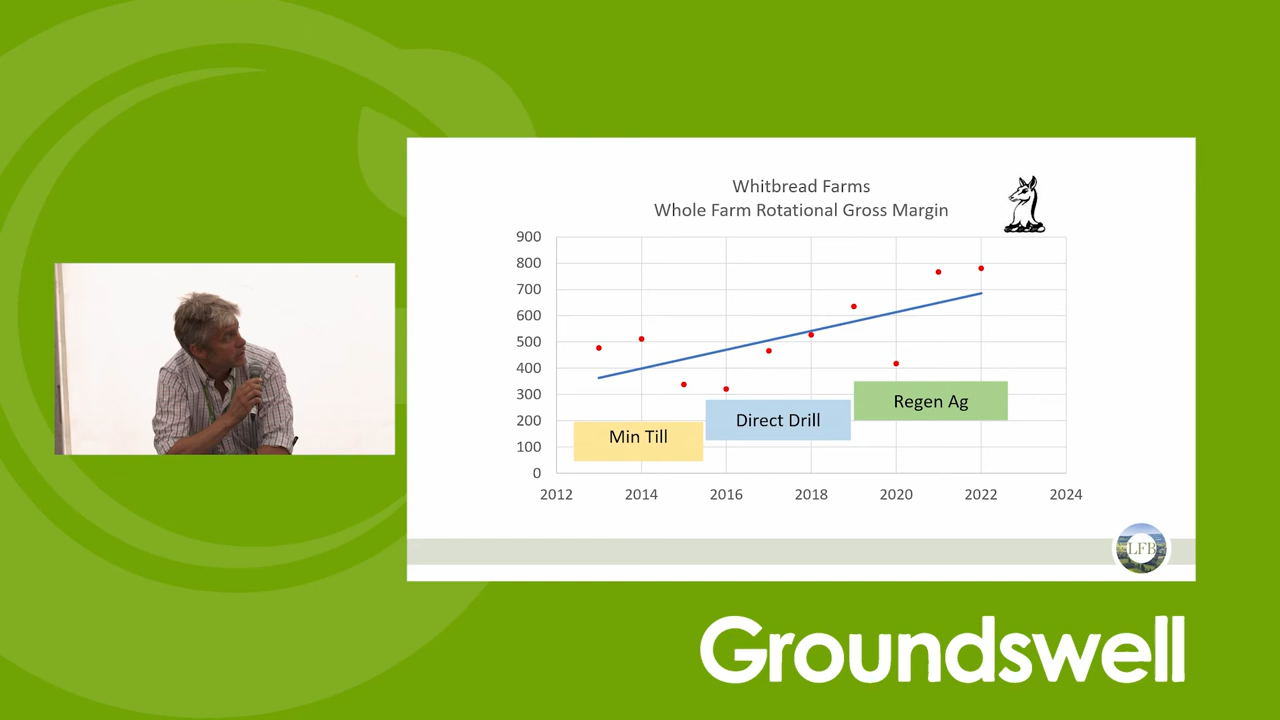 Whitbread Farms
Whole Farm Rotational Gross Margin
900
800
700
600
500
400
300
200
100
0
Min Till
Direct Drill
Regen Ag
2012 2014 2016 2018 2020 2022 2024
LFB
Groundswell